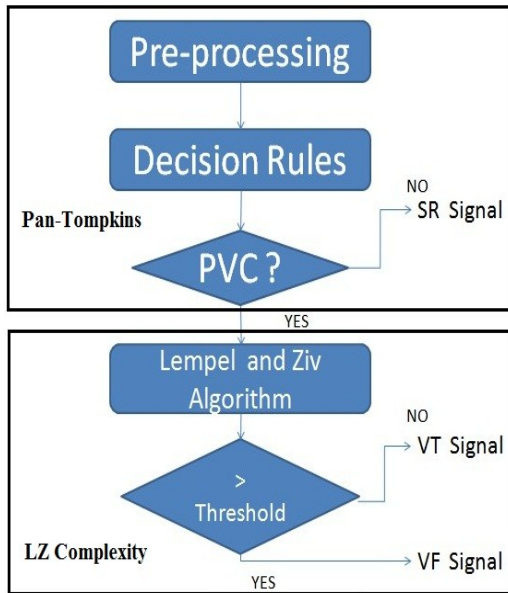 Pre-processing
Decision Rules
NO
SR Signal
Pan-Tompkins
PVC ?
YES
Lempel and Ziv
Algorithm
NO
VT Signal
>
Threshold
LZ Complexity
VF Signal
YES